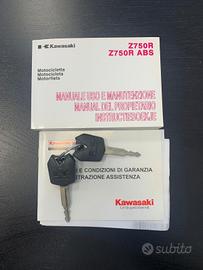 Kawasaki
Z750R
Z750R ABS
Motocicletta
Motocicleta
Motorfiets
MANUALE USO E MANUTENZIONE
MANUAL DEL PROPIETARIO
INSTRUCTIEBOEKJE
E CONDIZIONI DI GARANZIA
TRAZIONE ASSISTENZA
Kawasaki
subito